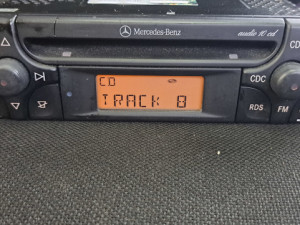 Mercedes-Benz audio 10 cd
CD
CD
CDC
TRACK 8
RDS FM